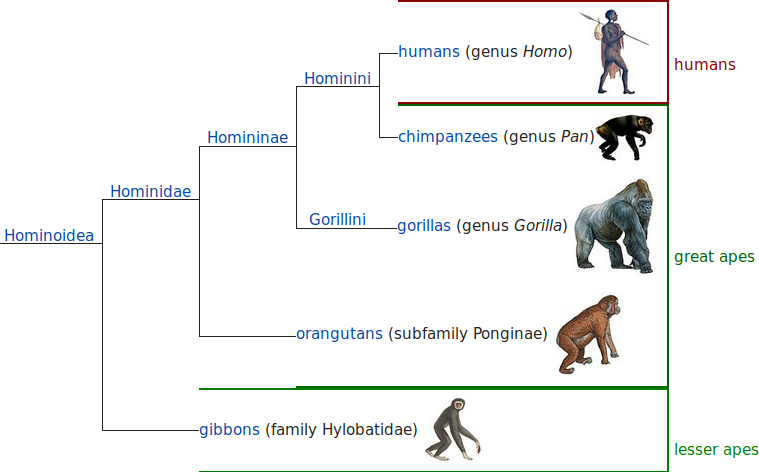 humans (genus Homo)
humans
Hominini
Homininae
chimpanzees (genus Pan)
Hominidae
Gorillini
gorillas (genus Gorilla)
Hominoidea
great apes
orangutans (subfamily Ponginae)
gibbons (family Hylobatidae)
lesser apes